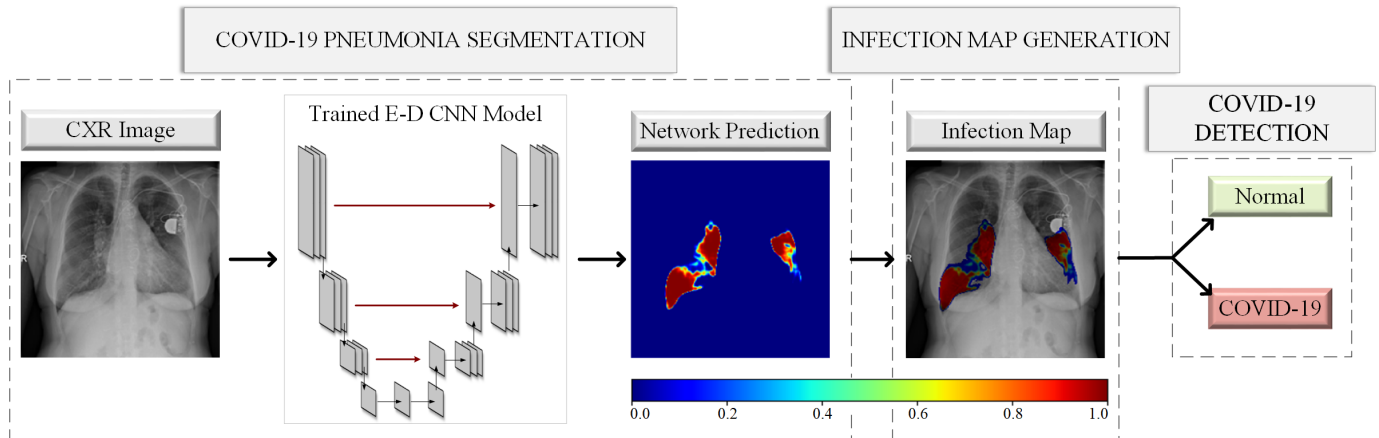 COVID-19 PNEUMONIA SEGMENTATION
INFECTION MAP GENERATION
COVID-19
DETECTION
CXR Image
Trained E-D CNN Model
Network Prediction
Infection Map
Normal
COVID-19
R
R
0.0
0.2
0.4
0.6
0.8
1.0